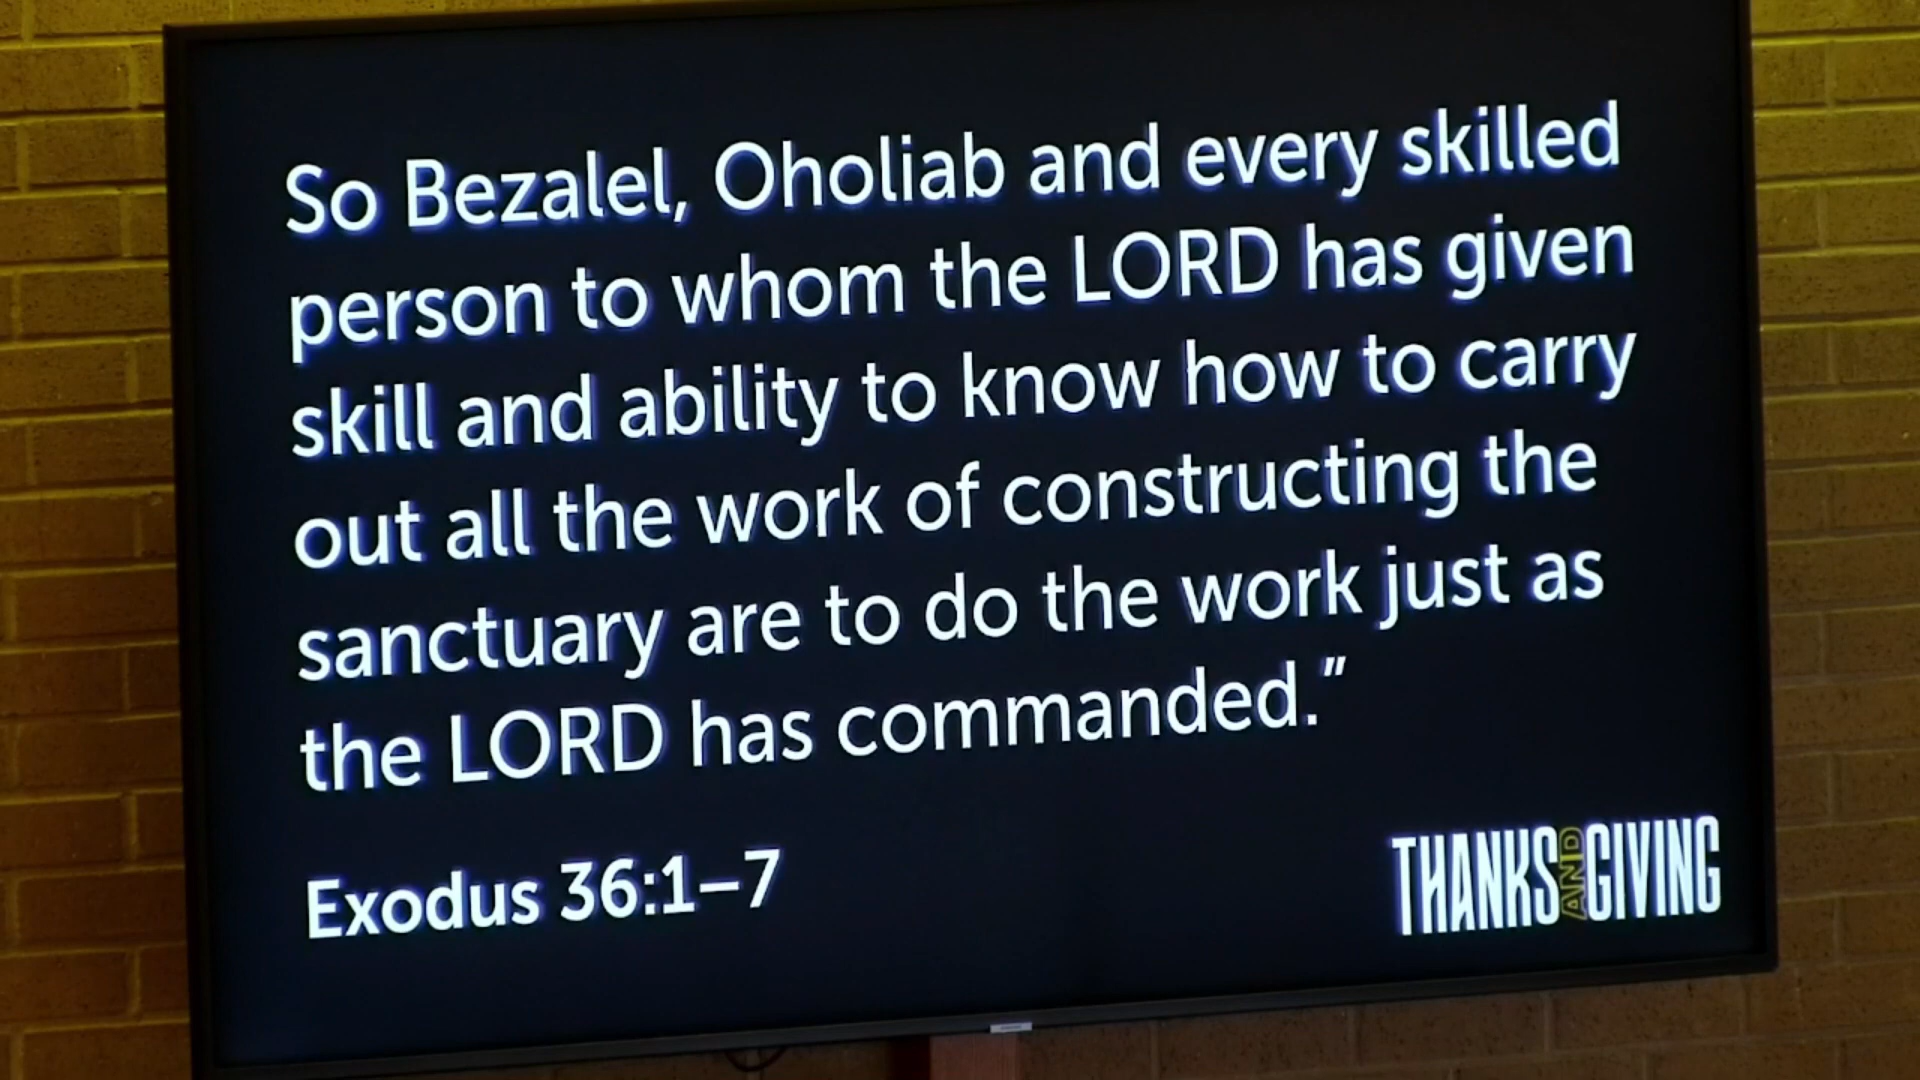 So Bezalel, Oholiab and every skilled
person to whom the LORD has given
skill and ability to know how to carry
out all the work of constructing the
sanctuary are to do the work just as
the LORD has commanded.”
Exodus 36:1–7
THANKS AND GIVING